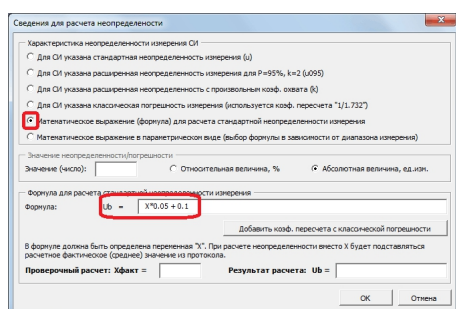 Сведения для расчета неопределенности
Характеристика неопределенности измерения СИ
Для СИ указана стандартная неопределенность измерения (u)
Для СИ указана расширенная неопределенность измерения для P=95%, k=2 (u095)
Для СИ указана расширенная неопределенность с произвольным коэф. охвата (k)
Для СИ указана классическая погрешность измерения (используется коэф. пересчета "1/1.732")
Математическое выражение (формула) для расчета стандартной неопределенности измерения
Математическое выражение в параметрическом виде (выбор формулы в зависимости от диапазона измерения)
Значение неопределенности/погрешности
Значение (число): Относительная величина, % Абсолютная величина, ед.изм.
Формула для расчета стандартной неопределенности измерения
Формула: Ub = X*0.05 + 0.1
Добавить коэф. пересчета с классической погрешности
В формуле должна быть определена переменная "X". При расчете неопределенности вместо X будет подставляться
расчетное фактическое (среднее) значение из протокола.
Проверочный расчет: Xфакт = Результат расчета: Ub =
ОК Отмена